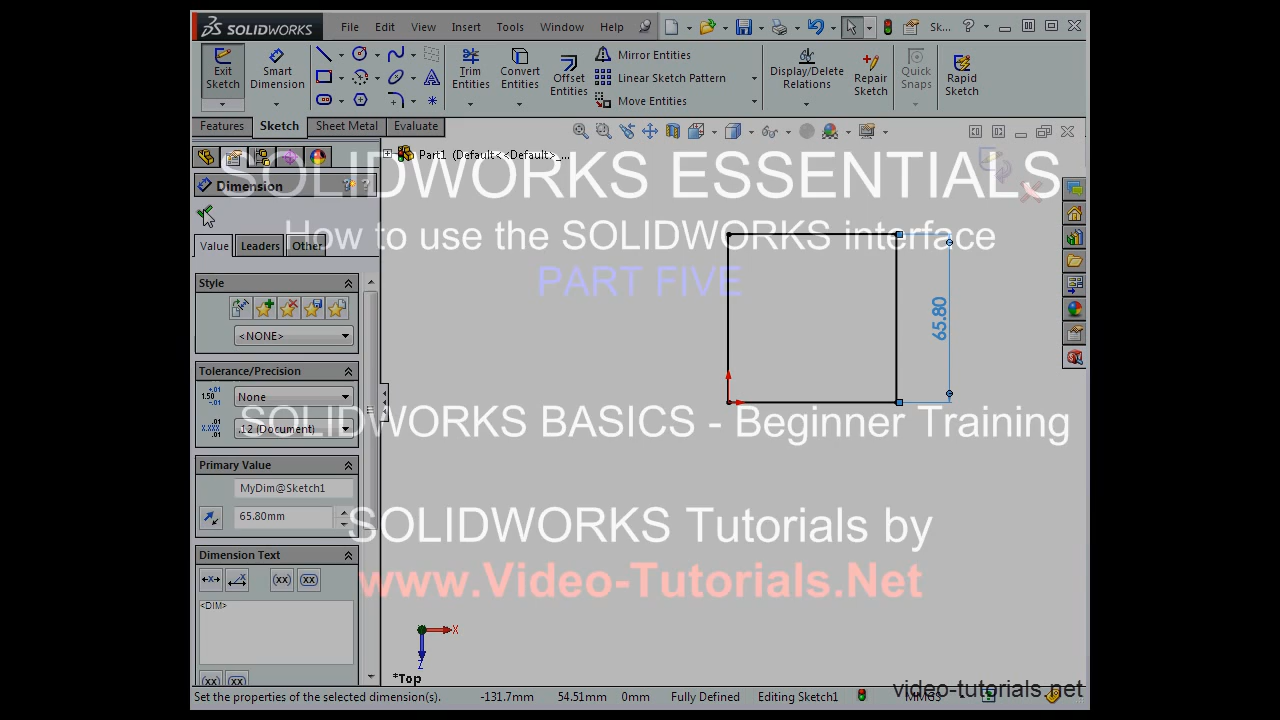 SOLIDWORKS
File Edit View Insert Tools Window Help
Sk...
Exit Sketch
Smart Dimension
Trim Entities
Convert Entities
Offset Entities
Mirror Entities
Linear Sketch Pattern
Move Entities
Display/Delete Relations
Repair Sketch
Quick Snaps
Rapid Sketch
Features Sketch Sheet Metal Evaluate
Part1 (Default<<Default>_...
SOLIDWORKS ESSENTIALS
Dimension
How to use the SOLIDWORKS interface
Value Leaders Other
PART FIVE
Style
<NONE>
65.80
Tolerance/Precision
None
.12 (Document)
SOLIDWORKS BASICS - Beginner Training
Primary Value
MyDim@Sketch1
65.80mm
SOLIDWORKS Tutorials by
Dimension Text
www.Video-Tutorials.Net
<DIM>
X
Z
*Top
Set the properties of the selected dimension(s). -131.7mm 54.51mm 0mm Fully Defined Editing Sketch1 MMGS
video-tutorials.net